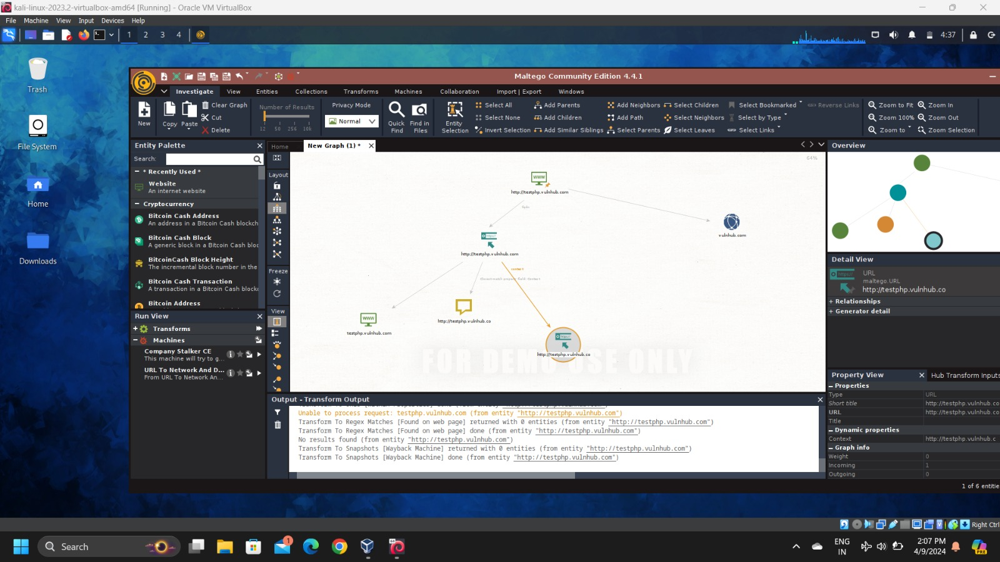 kali-linux-2023.2-virtualbox-amd64 [Running] - Oracle VM VirtualBox
File Machine View Input Devices Help
1 2 3 4 4:37
Trash
File System
Home
Downloads
Maltego Community Edition 4.4.1
Investigate View Entities Collections Transforms Machines Collaboration Import | Export Windows
New
Copy Paste
Clear Graph
Cut
Delete
Number of Results
12 50 256 10k
Privacy Mode
Normal
Quick Find
Find in Files
Entity Selection
Select All
Select None
Invert Selection
Add Parents
Add Children
Add Similar Siblings
Add Neighbors
Add Path
Select Parents
Select Children
Select Neighbors
Select Leaves
Select Bookmarked
Select by Type
Select Links
Reverse Links
Zoom to Fit
Zoom 100%
Zoom to
Zoom In
Zoom Out
Zoom Selection
Entity Palette
Search:
* Recently Used *
Website
An internet website
Cryptocurrency
Bitcoin Cash Address
An address in a Bitcoin Cash blockch
Bitcoin Cash Block
A generic block in a Bitcoin Cash bloc
BitcoinCash Block Height
The incremental block number in the
Bitcoin Cash Transaction
A transaction in a Bitcoin Cash block
Bitcoin Address
Run View
+ Transforms
Machines
Company Stalker CE
This machine will try to g...
URL To Network And D...
From URL To Network An...
Home
New Graph (1) *
Layout
Freeze
View
64%
www
http://testphp.vulnhub.com
vulnhub.com
http://testphp.vulnhub.com
contact
www
testphp.vulnhub.com
http://testphp.vulnhub.co
http://testphp.vulnhub.co
FOR DEMO USE ONLY
Output - Transform Output
Unable to process request: testphp.vulnhub.com (from entity "http://testphp.vulnhub.com")
Transform To Regex Matches [Found on web page] returned with 0 entities (from entity "http://testphp.vulnhub.com")
Transform To Regex Matches [Found on web page] done (from entity "http://testphp.vulnhub.com")
No results found (from entity "http://testphp.vulnhub.com")
Transform To Snapshots [Wayback Machine] returned with 0 entities (from entity "http://testphp.vulnhub.com")
Transform To Snapshots [Wayback Machine] done (from entity "http://testphp.vulnhub.com")
Overview
Detail View
URL
maltego.URL
http://testphp.vulnhub.co
+ Relationships
+ Generator detail
Property View
Hub Transform Inputs
Properties
Type URL
Short title http://testphp.vulnhub.co
URL http://testphp.vulnhub.co
Title
Dynamic properties
Context http://testphp.vulnhub.c
Graph info
Weight 0
Incoming 1
Outgoing 0
1 of 6 entitie
Right Ctrl
Search
1
ENG
IN
2:07 PM
4/9/2024
PRE